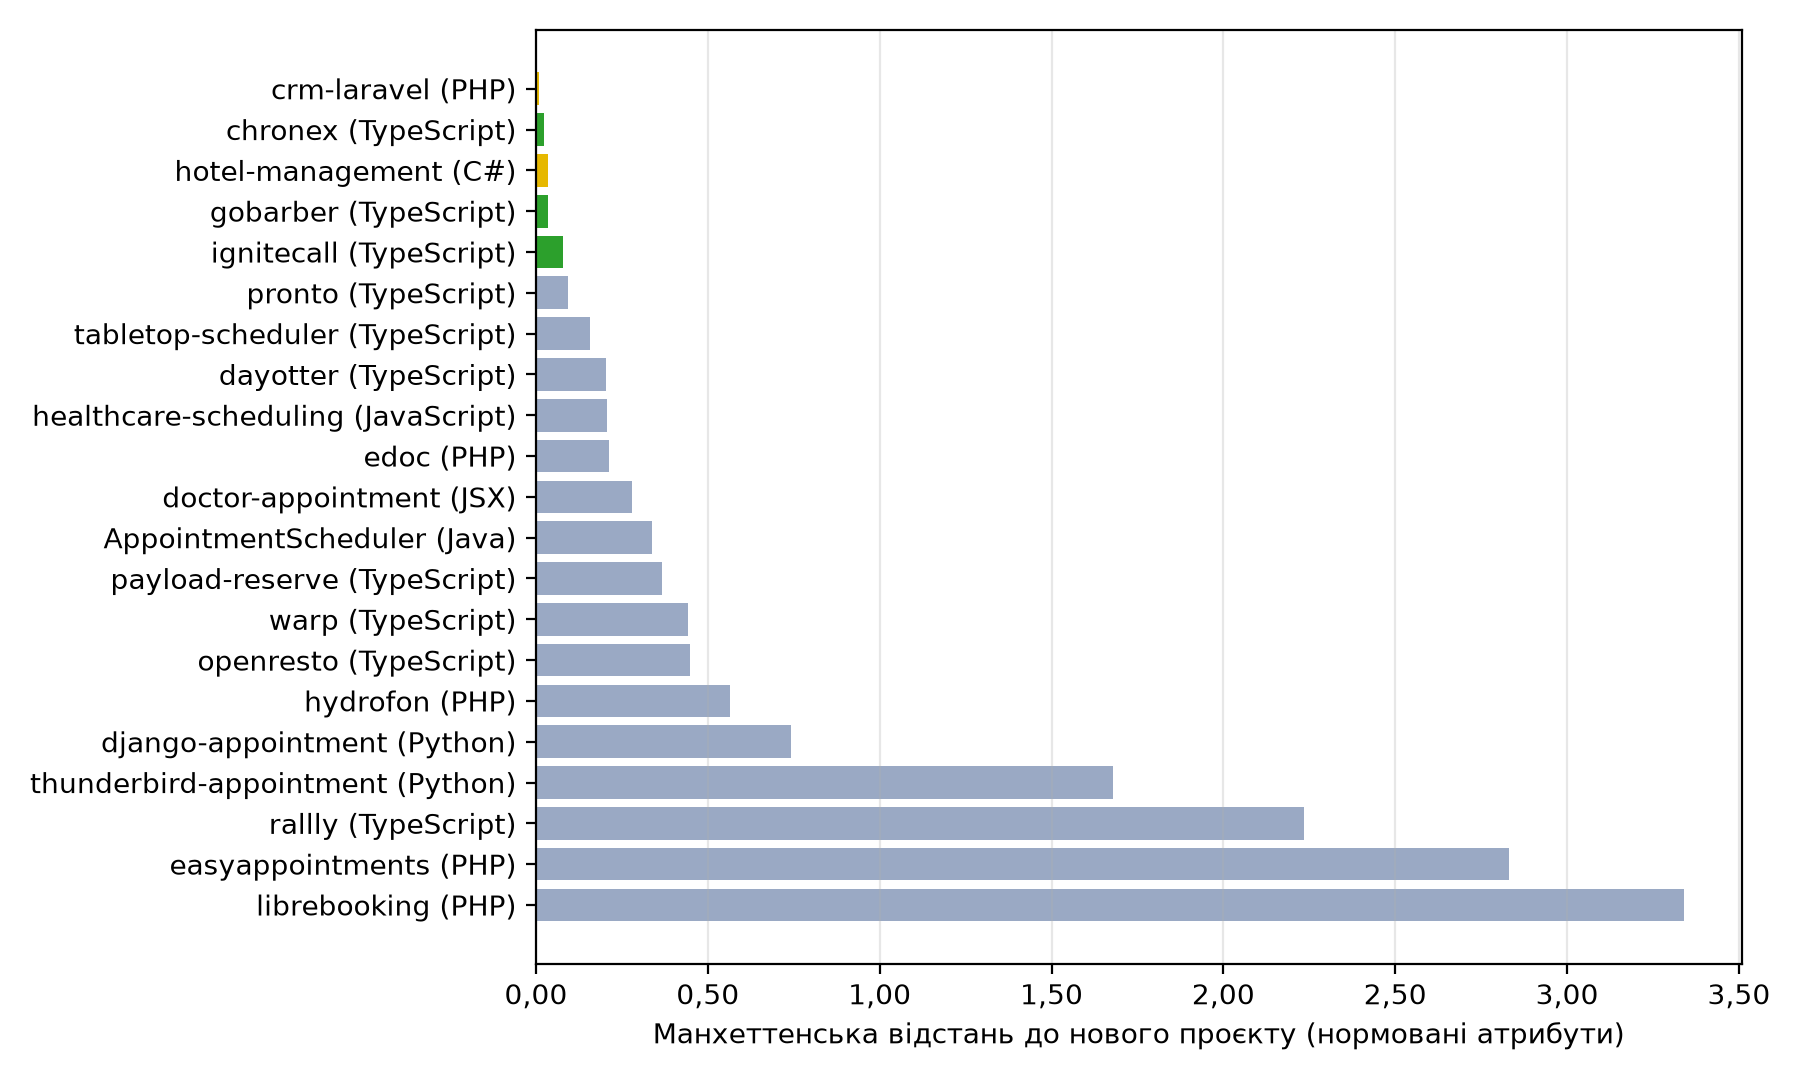 crm-laravel (PHP)
chronex (TypeScript)
hotel-management (C#)
gobarber (TypeScript)
ignitecall (TypeScript)
pronto (TypeScript)
tabletop-scheduler (TypeScript)
dayotter (TypeScript)
healthcare-scheduling (JavaScript)
edoc (PHP)
doctor-appointment (JSX)
AppointmentScheduler (Java)
payload-reserve (TypeScript)
warp (TypeScript)
openresto (TypeScript)
hydrofon (PHP)
django-appointment (Python)
thunderbird-appointment (Python)
rallly (TypeScript)
easyappointments (PHP)
librebooking (PHP)
0,00 0,50 1,00 1,50 2,00 2,50 3,00 3,50
Манхеттенська відстань до нового проєкту (нормовані атрибути)